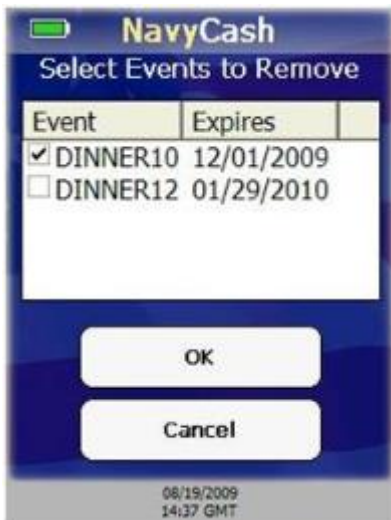 NavyCash
Select Events to Remove
Event Expires
DINNER10 12/01/2009
DINNER12 01/29/2010
OK
Cancel
08/19/2009
14:37 GMT